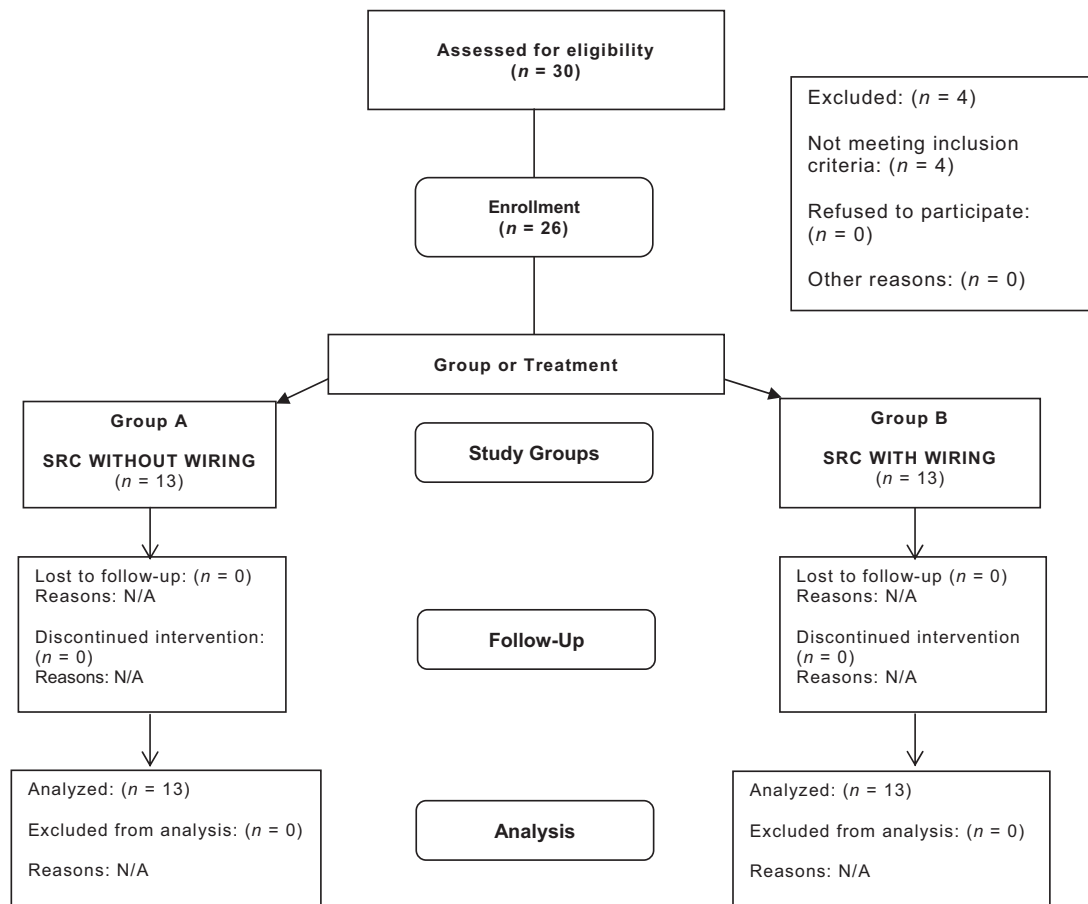 Assessed for eligibility
(n = 30)
Excluded: (n = 4)
Not meeting inclusion
criteria: (n = 4)
Refused to participate:
(n = 0)
Other reasons: (n = 0)
Enrollment
(n = 26)
Group or Treatment
Group A
SRC WITHOUT WIRING
(n = 13)
Study Groups
Group B
SRC WITH WIRING
(n = 13)
Lost to follow-up: (n = 0)
Reasons: N/A
Discontinued intervention:
(n = 0)
Reasons: N/A
Follow-Up
Lost to follow-up (n = 0)
Reasons: N/A
Discontinued intervention
(n = 0)
Reasons: N/A
Analyzed: (n = 13)
Excluded from analysis: (n = 0)
Reasons: N/A
Analysis
Analyzed: (n = 13)
Excluded from analysis: (n = 0)
Reasons: N/A